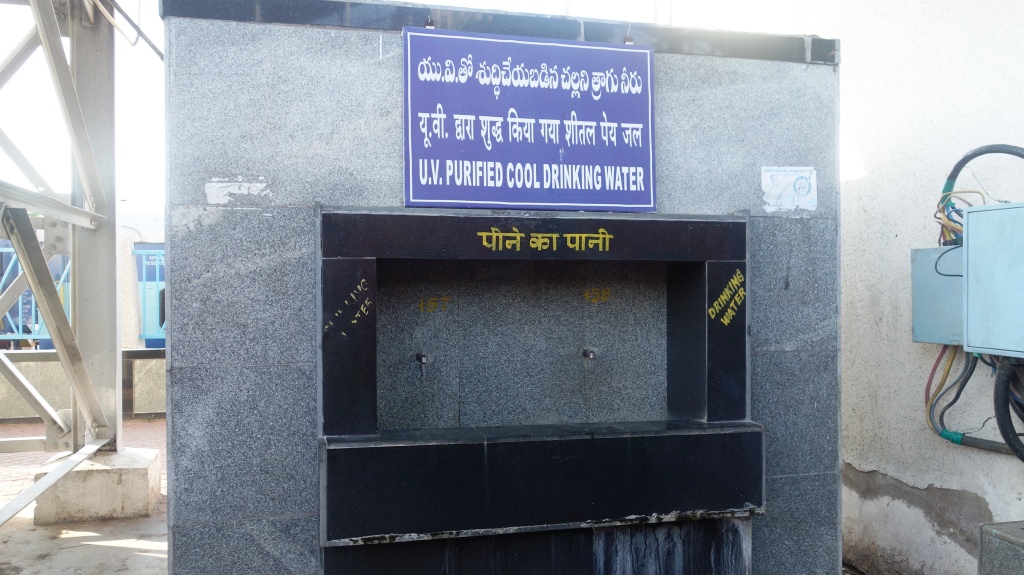 యు.వి.తో శుద్ధిచేయబడిన చల్లని త్రాగు నీరు
यू.वी. द्वारा शुद्ध किया गया शीतल पेय जल
U.V. PURIFIED COOL DRINKING WATER
पीने का पानी
DRINKING
WATER